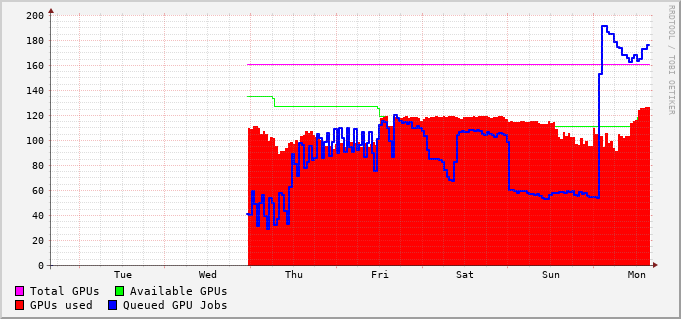 200
180
160
140
120
100
80
60
40
20
0
Tue Wed Thu Fri Sat Sun Mon
Total GPUs Available GPUs
GPUs used Queued GPU Jobs
RRDTOOL / TOBI OETIKER